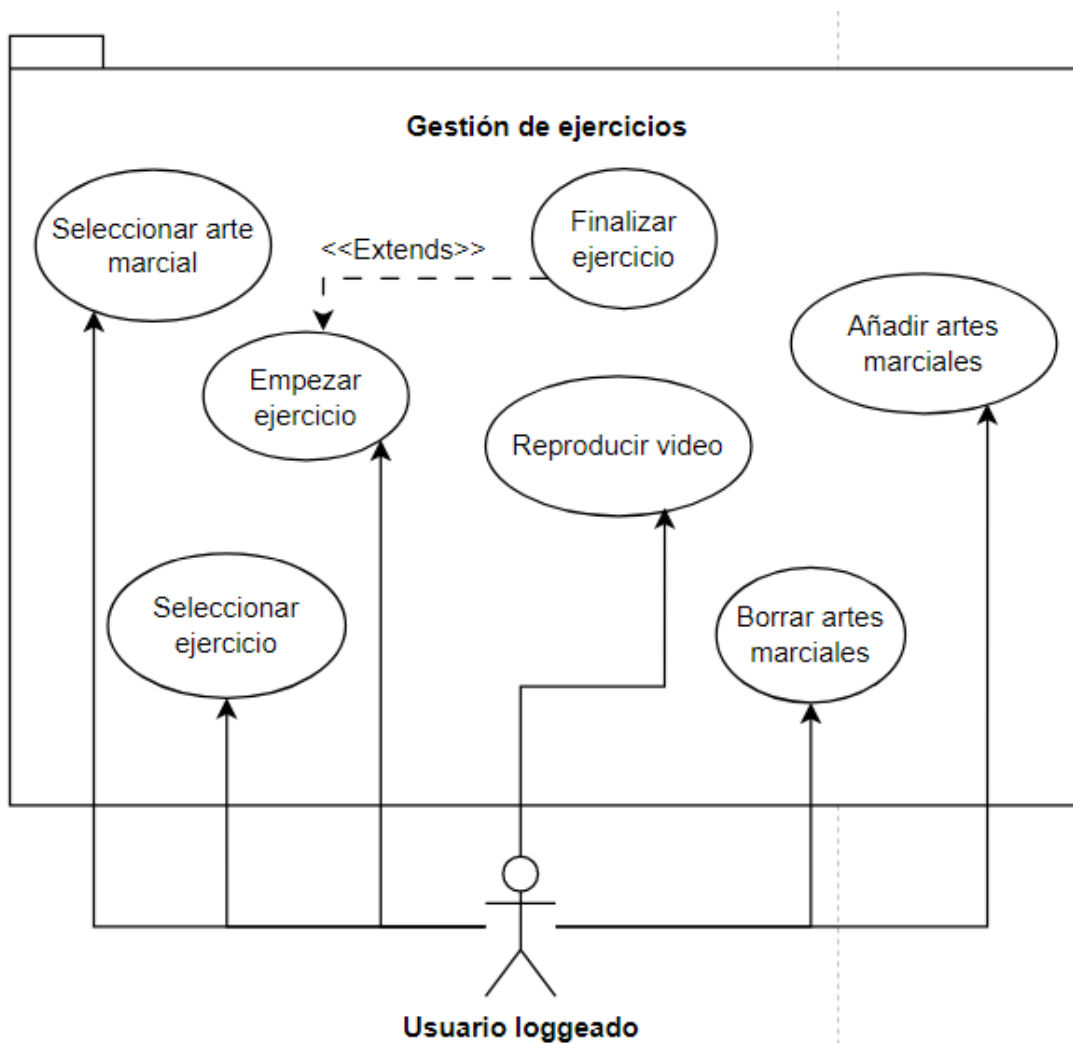 Gestión de ejercicios
Seleccionar arte
marcial
<<Extends>>
Finalizar
ejercicio
Empezar
ejercicio
Añadir artes
marciales
Reproducir video
Seleccionar
ejercicio
Borrar artes
marciales
Usuario loggeado